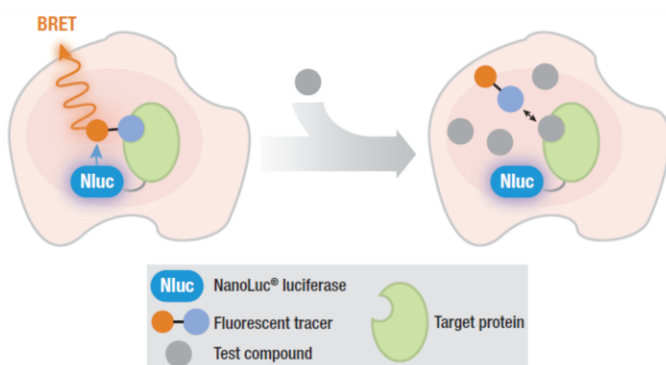 BRET
Nluc
Nluc
Nluc NanoLuc® luciferase
Fluorescent tracer
Target protein
Test compound